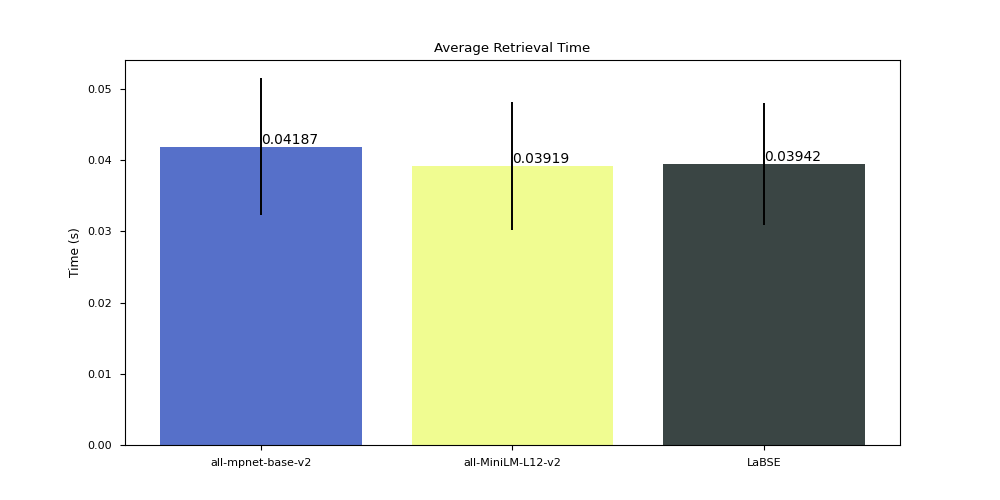 Average Retrieval Time
Time (s)
0.05
0.04
0.03
0.02
0.01
0.00
0.04187
0.03919
0.03942
all-mpnet-base-v2
all-MiniLM-L12-v2
LaBSE